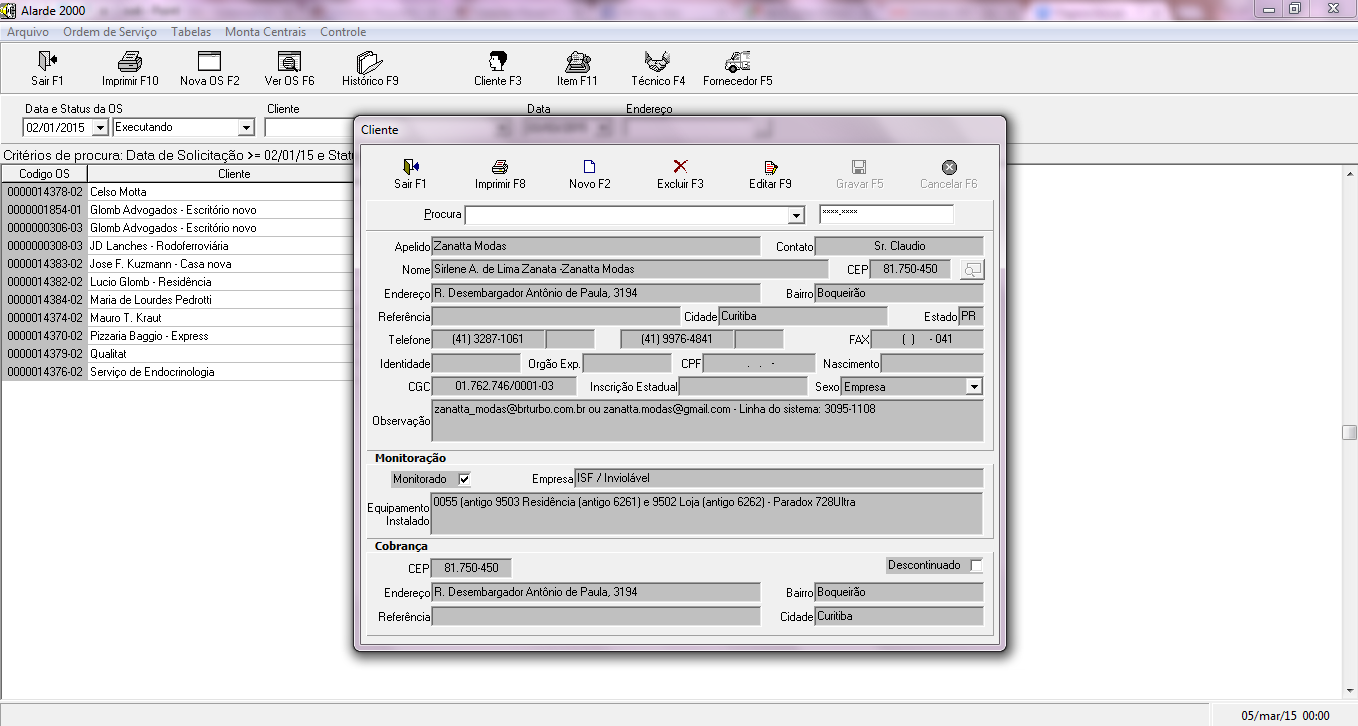 Alarde 2000
Arquivo Ordem de Serviço Tabelas Monta Centrais Controle
Sair F1 Imprimir F10 Nova OS F2 Ver OS F6 Histórico F9 Cliente F3 Item F11 Técnico F4 Fornecedor F5
Data e Status da OS Cliente Data Endereço
02/01/2015 Executando
Critérios de procura: Data de Solicitação >= 02/01/15 e Stat
Codigo OS Cliente
0000014378-02 Celso Motta
0000001854-01 Glomb Advogados - Escritório novo
0000000306-03 Glomb Advogados - Escritório novo
0000000308-03 JD Lanches - Rodoferroviária
0000014383-02 Jose F. Kuzmann - Casa nova
0000014382-02 Lucio Glomb - Residência
0000014384-02 Maria de Lourdes Pedrotti
0000014374-02 Mauro T. Kraut
0000014370-02 Pizzaria Baggio - Express
0000014379-02 Qualitat
0000014376-02 Serviço de Endocrinologia
Cliente
Sair F1 Imprimir F8 Novo F2 Excluir F3 Editar F9 Gravar F5 Cancelar F6
Procura ****-****
Apelido Zanatta Modas Contato Sr. Claudio
Nome Sirlene A. de Lima Zanata -Zanatta Modas CEP 81.750-450
Endereço R. Desembargador Antônio de Paula, 3194 Bairro Boqueirão
Referência Cidade Curitiba Estado PR
Telefone (41) 3287-1061 (41) 9976-4841 FAX ( ) - 041
Identidade Orgão Exp. CPF . . - Nascimento
CGC 01.762.746/0001-03 Inscrição Estadual Sexo Empresa
Observação zanatta_modas@brturbo.com.br ou zanatta.modas@gmail.com - Linha do sistema: 3095-1108
Monitoração
Monitorado Empresa ISF / Inviolável
Equipamento Instalado 0055 (antigo 9503 Residência (antigo 6261) e 9502 Loja (antigo 6262) - Paradox 728Ultra
Cobrança
CEP 81.750-450 Descontinuado
Endereço R. Desembargador Antônio de Paula, 3194 Bairro Boqueirão
Referência Cidade Curitiba
05/mar/15 00:00